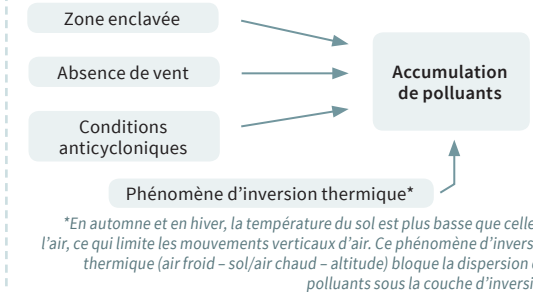 Zone enclavée
Absence de vent
Conditions
anticycloniques
Accumulation
de polluants
Phénomène d’inversion thermique*
*En automne et en hiver, la température du sol est plus basse que celle
l’air, ce qui limite les mouvements verticaux d’air. Ce phénomène
thermique (air froid – sol/air chaud – altitude) bloque la dispersion
polluants sous la couche